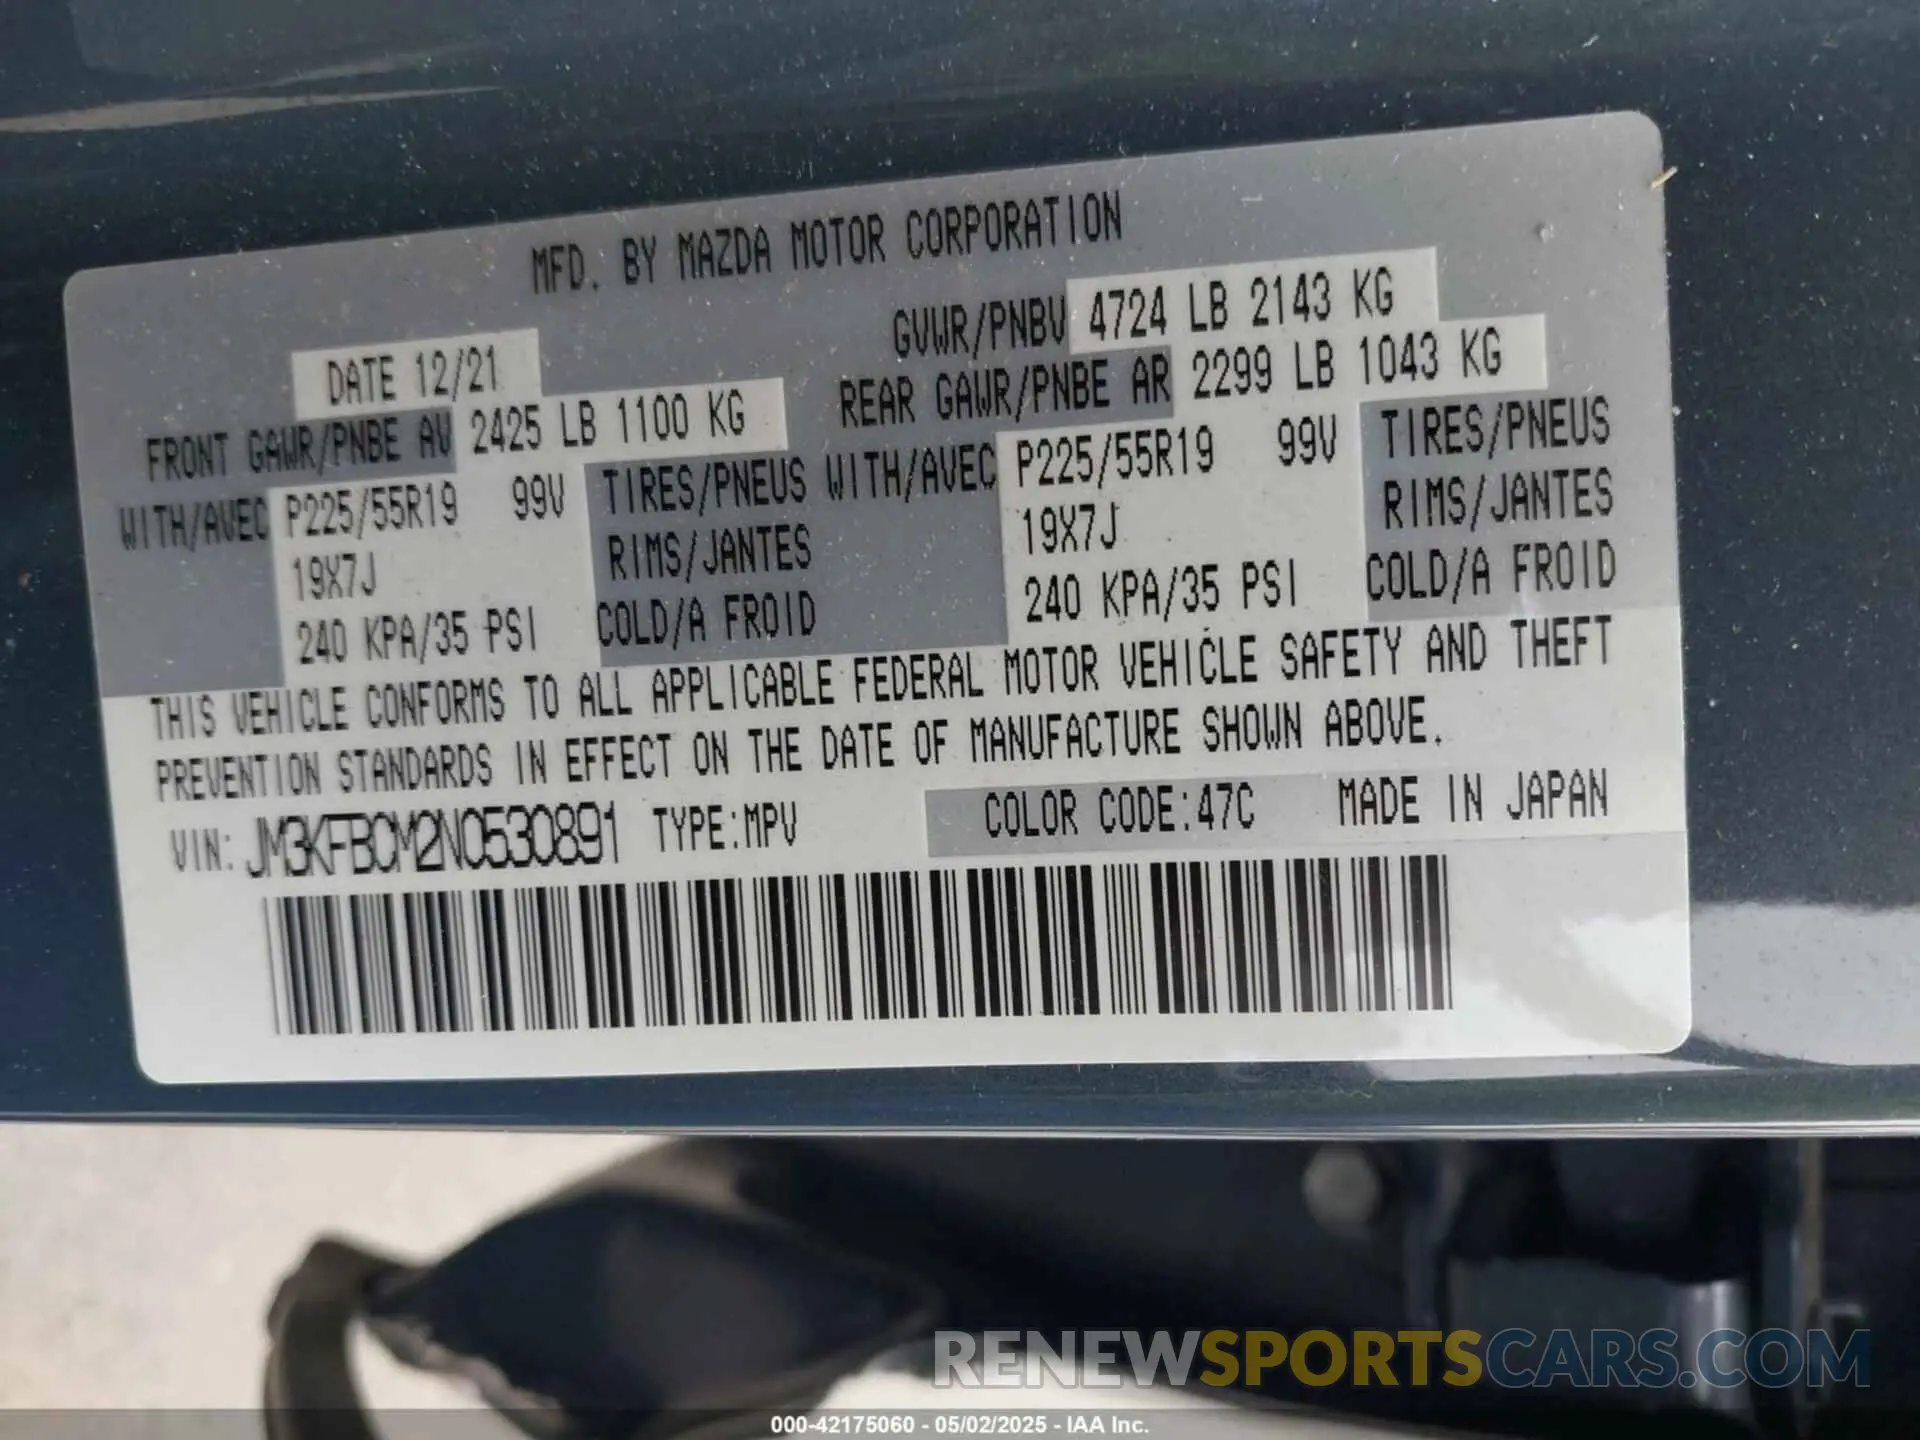 MFD. BY MAZDA MOTOR CORPORATION
DATE 12/21
GVWR/PNBV 4724 LB 2143 KG
FRONT GAWR/PNBE AV 2425 LB 1100 KG
REAR GAWR/PNBE AR 2299 LB 1043 KG
WITH/AVEC P225/55R19 99V TIRES/PNEUS
19X7J RIMS/JANTES
240 KPA/35 PSI COLD/A FROID
WITH/AVEC P225/55R19 99V TIRES/PNEUS
19X7J RIMS/JANTES
240 KPA/35 PSI COLD/A FROID
THIS VEHICLE CONFORMS TO ALL APPLICABLE FEDERAL MOTOR VEHICLE SAFETY AND THEFT
PREVENTION STANDARDS IN EFFECT ON THE DATE OF MANUFACTURE SHOWN ABOVE.
VIN: JM3KFBCM2N0530891 TYPE:MPV COLOR CODE:47C MADE IN JAPAN
RENEWSPORTSCARS.COM
000-42175060 - 05/02/2025 - IAA Inc.